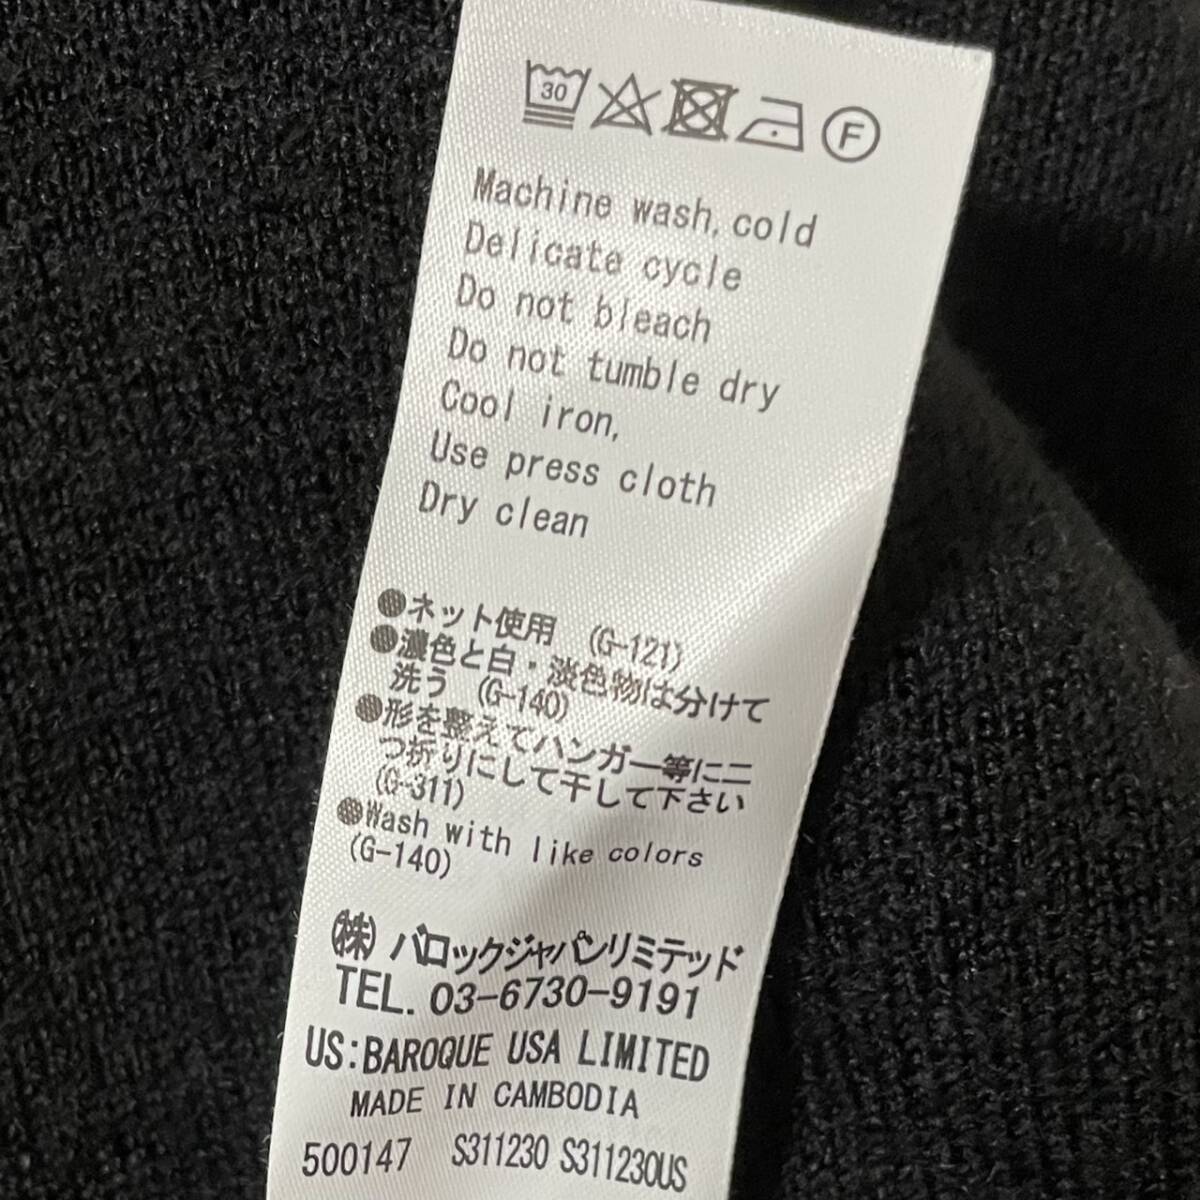 30
F
Machine wash, cold
Delicate cycle
Do not bleach
Do not tumble dry
Cool iron,
Use press cloth
Dry clean
●ネット使用 (G-121)
●濃色と白・淡色物は分けて
洗う (G-140)
●形を整えてハンガー等に二
つ折りにして干して下さい
(G-311)
●Wash with like colors
(G-140)
(株) バロックジャパンリミテッド
TEL. 03-6730-9191
US:BAROQUE USA LIMITED
MADE IN CAMBODIA
500147 S311230 S311230US